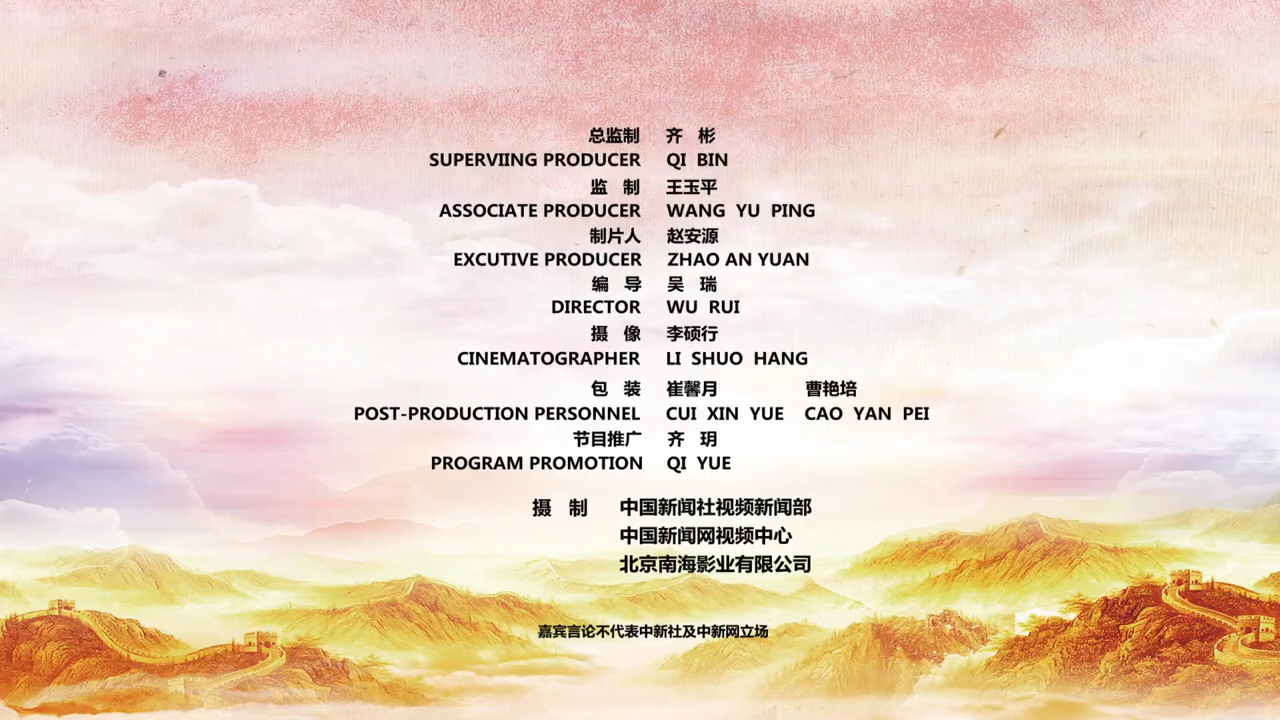 总监制 齐 彬
SUPERVIING PRODUCER QI BIN
监 制 王玉平
ASSOCIATE PRODUCER WANG YU PING
制片人 赵安源
EXCUTIVE PRODUCER ZHAO AN YUAN
编 导 吴 瑞
DIRECTOR WU RUI
摄 像 李硕行
CINEMATOGRAPHER LI SHUO HANG
包 装 崔馨月 曹艳培
POST-PRODUCTION PERSONNEL CUI XIN YUE CAO YAN PEI
节目推广 齐 玥
PROGRAM PROMOTION QI YUE
摄 制 中国新闻社视频新闻部
中国新闻网视频中心
北京南海影业有限公司
嘉宾言论不代表中新社及中新网立场